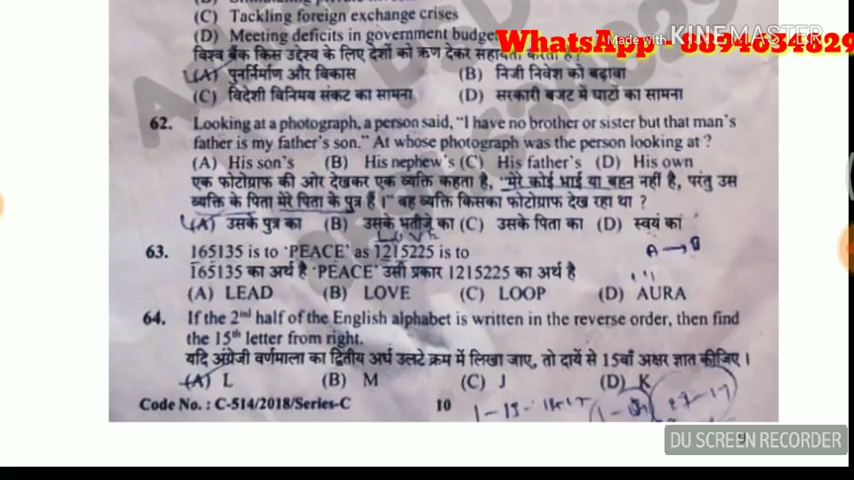 (C) Tackling foreign exchange crises
(D) Meeting deficits in government budget
WhatsApp - 8894034829
Made with KINEMASTER
विश्व बैंक किस उद्देश्य के लिए देशों को ऋण देकर सहायता करता है ?
(A) पुनर्निर्माण और विकास (B) निजी निवेश को बढ़ावा
(C) विदेशी विनिमय संकट का सामना (D) सरकारी बजट में घाटों का सामना
62. Looking at a photograph, a person said, "I have no brother or sister but that man's
father is my father's son." At whose photograph was the person looking at ?
(A) His son's (B) His nephew's (C) His father's (D) His own
एक फोटोग्राफ की ओर देखकर एक व्यक्ति कहता है, "मेरे कोई भाई या बहन नहीं है, परंतु उस
व्यक्ति के पिता मेरे पिता के पुत्र हैं ।" वह व्यक्ति किसका फोटोग्राफ देख रहा था ?
(A) उसके पुत्र का (B) उसके भतीजे का (C) उसके पिता का (D) स्वयं का
LOVE
63. 165135 is to 'PEACE' as 1215225 is to
A → B
165135 का अर्थ है 'PEACE' उसी प्रकार 1215225 का अर्थ है
(A) LEAD (B) LOVE (C) LOOP (D) AURA
64. If the 2nd half of the English alphabet is written in the reverse order, then find
the 15th letter from right.
यदि अंग्रेजी वर्णमाला का द्वितीय अर्ध उलटे क्रम में लिखा जाए, तो दायें से 15वाँ अक्षर ज्ञात कीजिए ।
(A) L (B) M (C) J (D) K
Code No. : C-514/2018/Series-C 10
DU SCREEN RECORDER